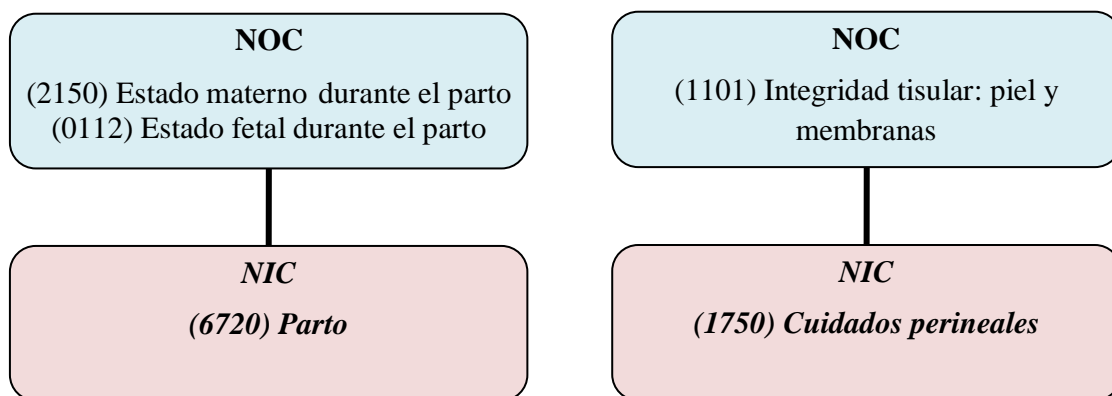 NOC
(2150) Estado materno durante el parto
(0112) Estado fetal durante el parto
NOC
(1101) Integridad tisular: piel y
membranas
NIC
(6720) Parto
NIC
(1750) Cuidados perineales